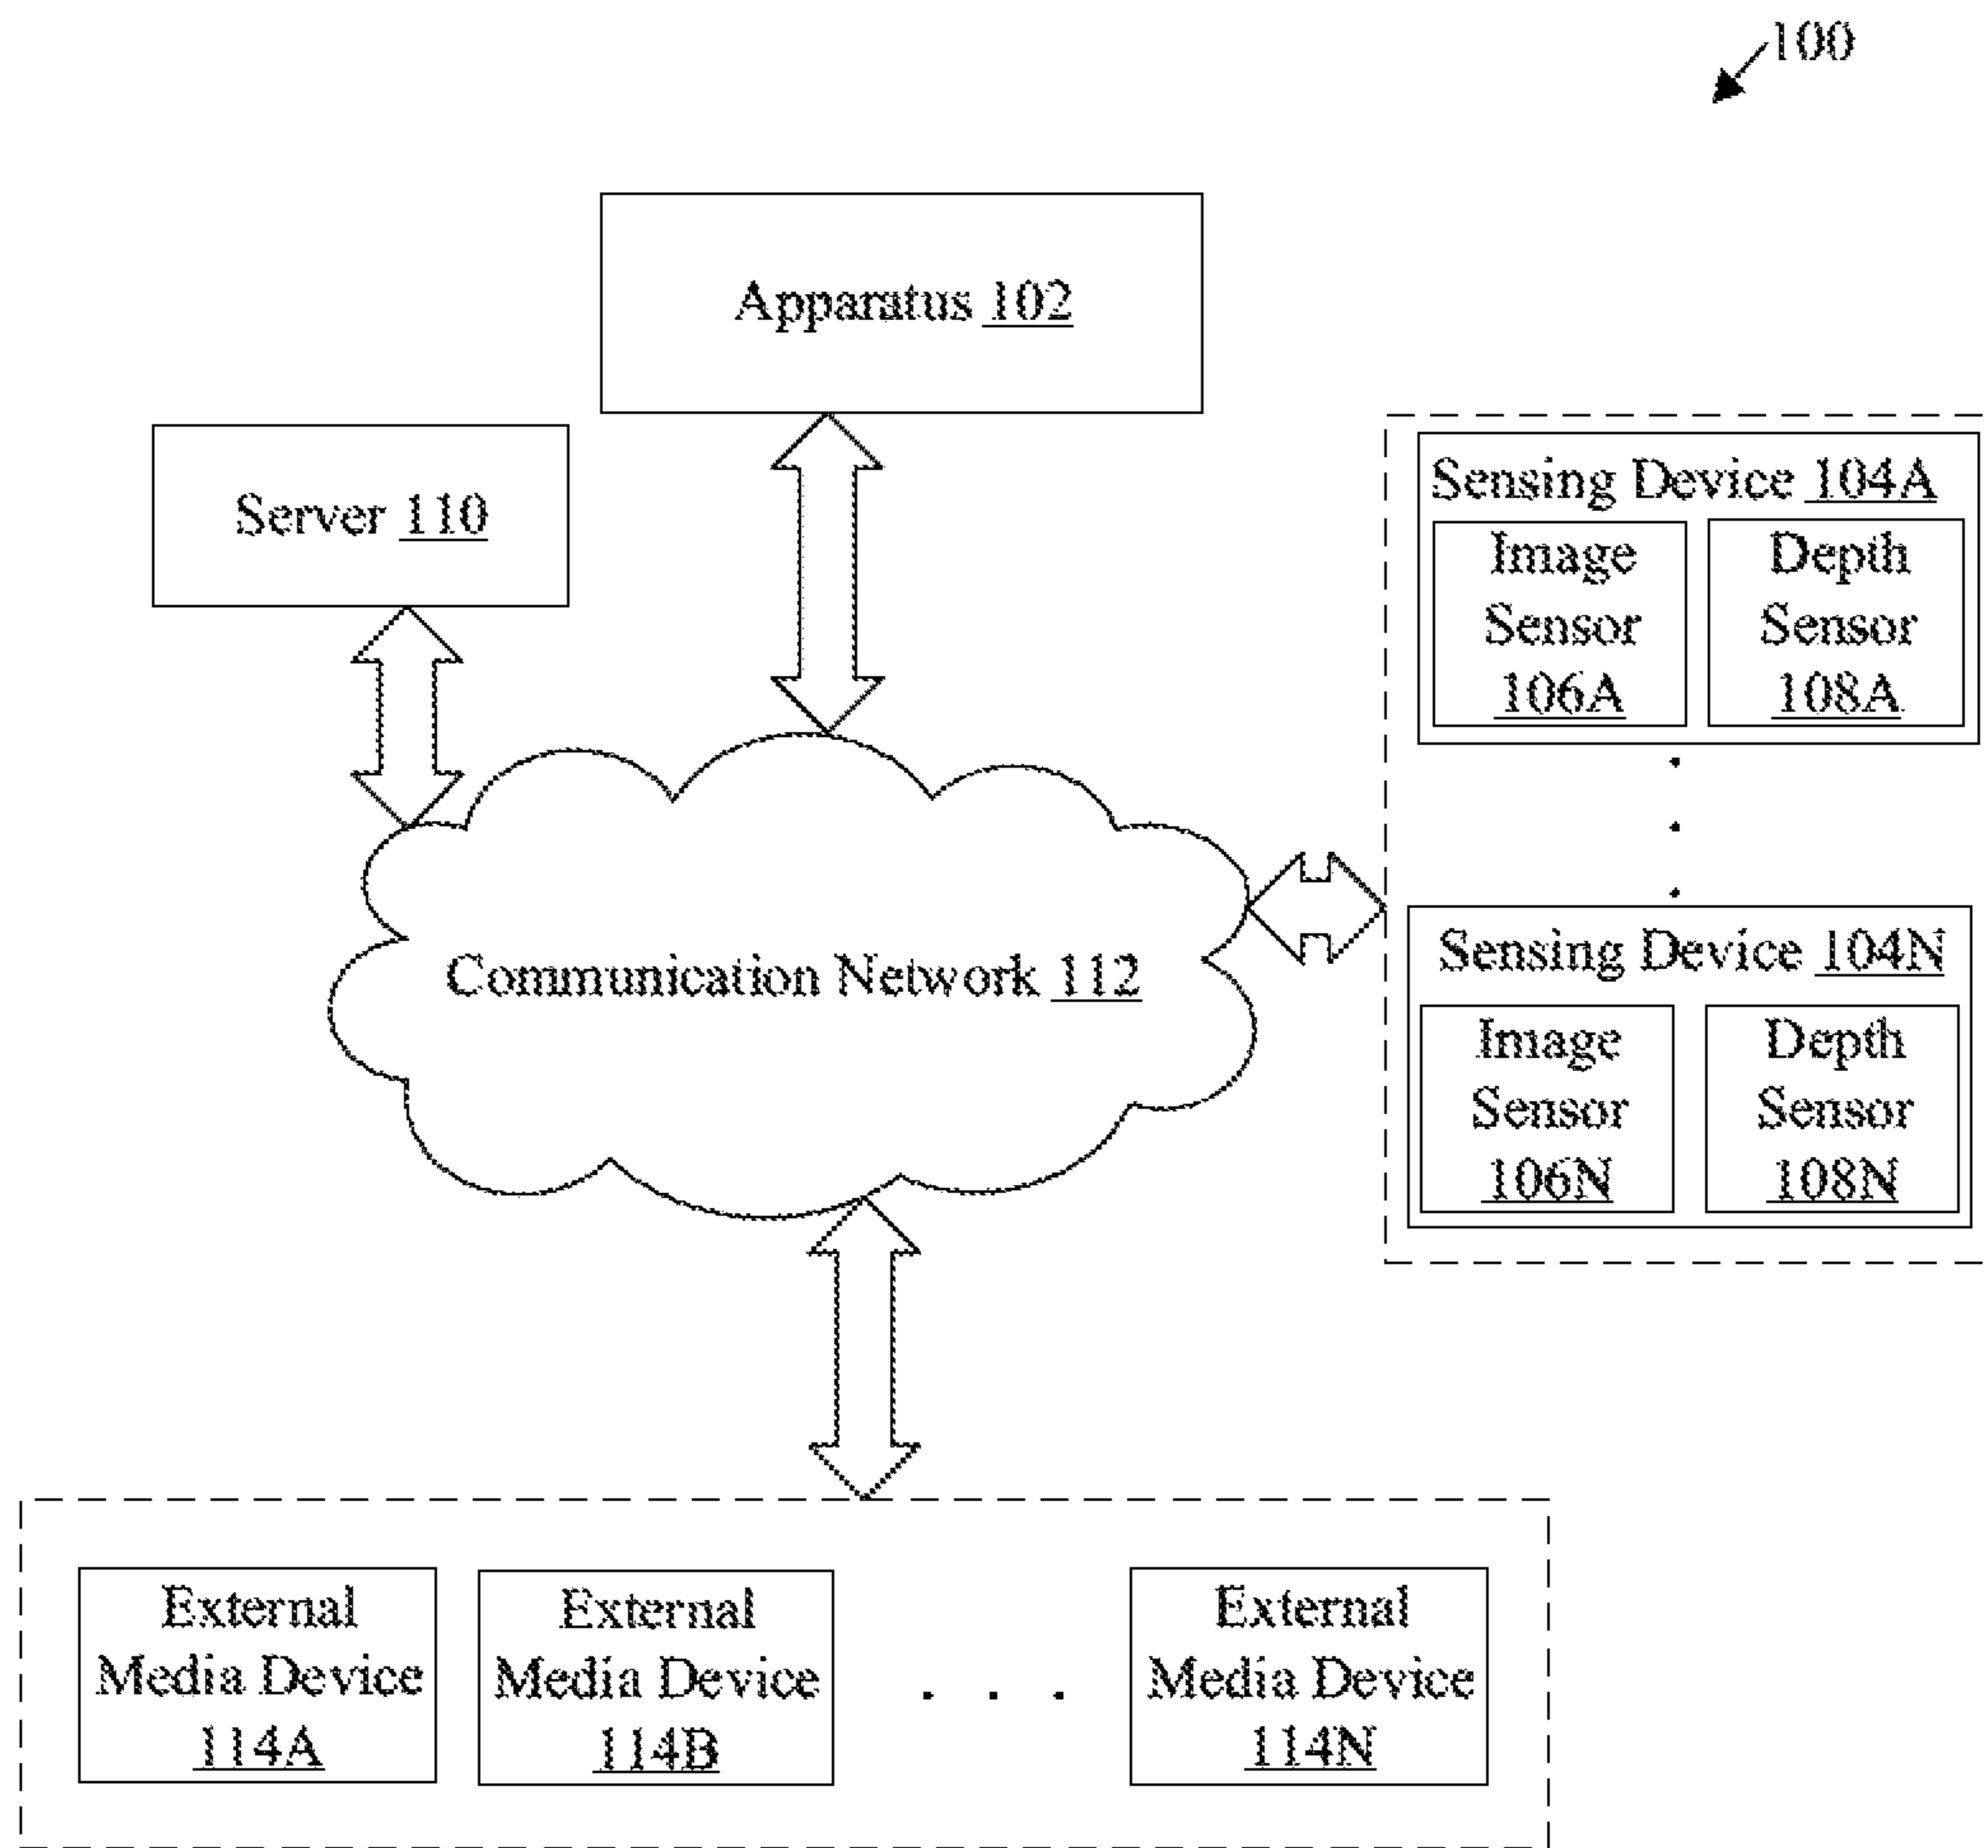 100
Apparatus 102
Server 110
Sensing Device 104A
Image
Sensor
106A
Depth
Sensor
108A
Communication Network 112
Sensing Device 104N
Image
Sensor
106N
Depth
Sensor
108N
External
Media Device
114A
External
Media Device
114B
. . .
External
Media Device
114N